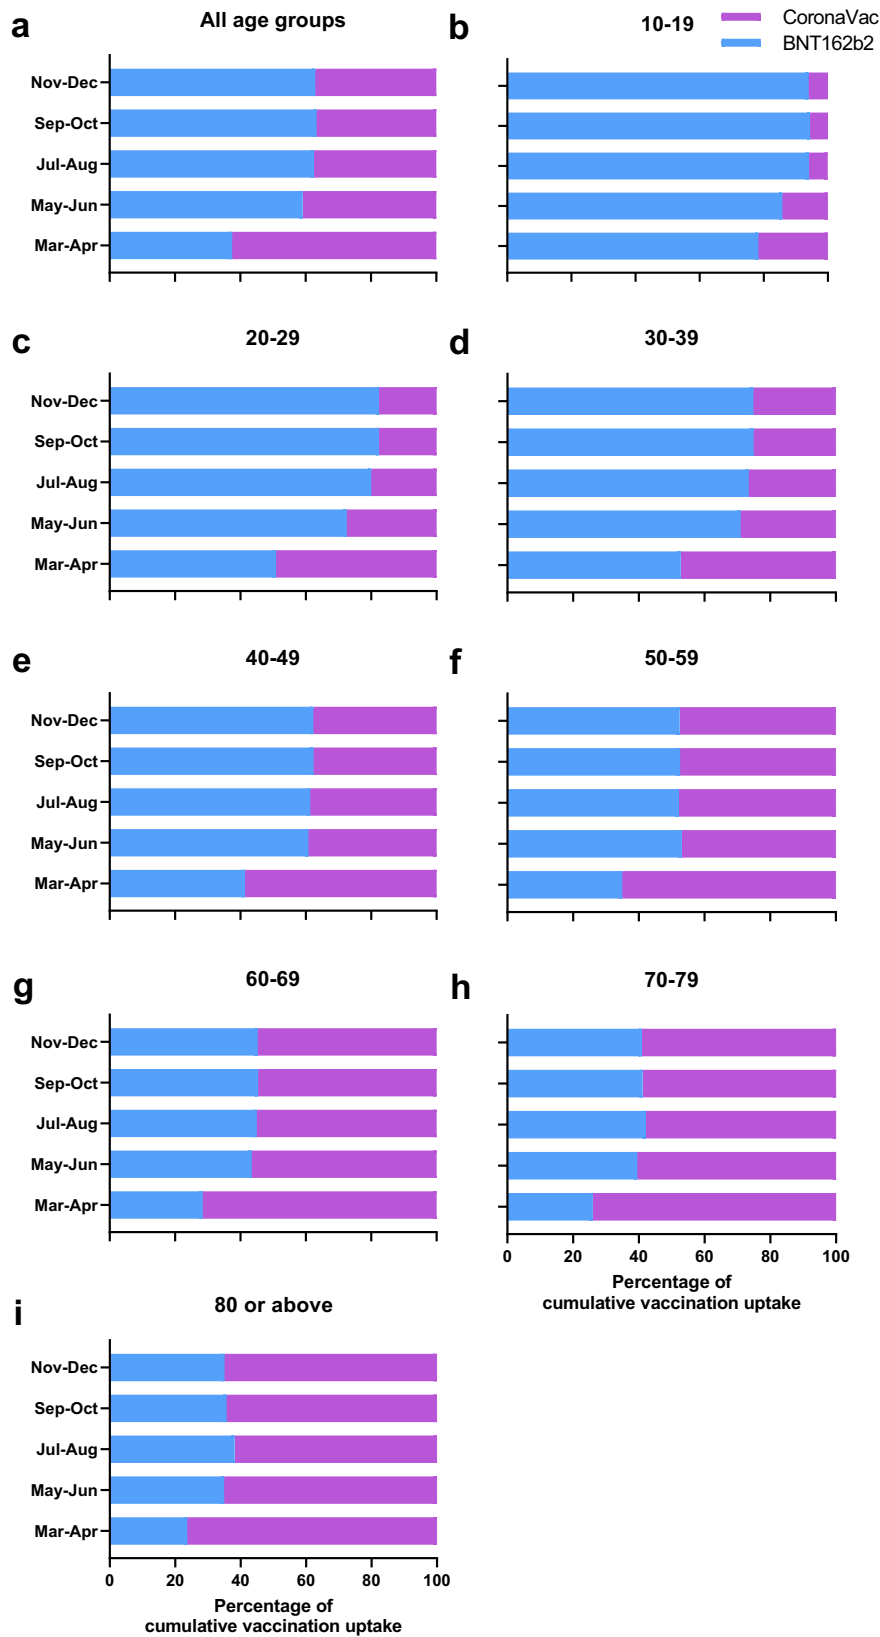 a
All age groups
b
10-19
CoronaVac
BNT162b2
Nov-Dec
Sep-Oct
Jul-Aug
May-Jun
Mar-Apr
c
20-29
d
30-39
Nov-Dec
Sep-Oct
Jul-Aug
May-Jun
Mar-Apr
e
40-49
f
50-59
Nov-Dec
Sep-Oct
Jul-Aug
May-Jun
Mar-Apr
g
60-69
h
70-79
Nov-Dec
Sep-Oct
Jul-Aug
May-Jun
Mar-Apr
0 20 40 60 80 100
Percentage of
cumulative vaccination uptake
i
80 or above
Nov-Dec
Sep-Oct
Jul-Aug
May-Jun
Mar-Apr
0 20 40 60 80 100
Percentage of
cumulative vaccination uptake